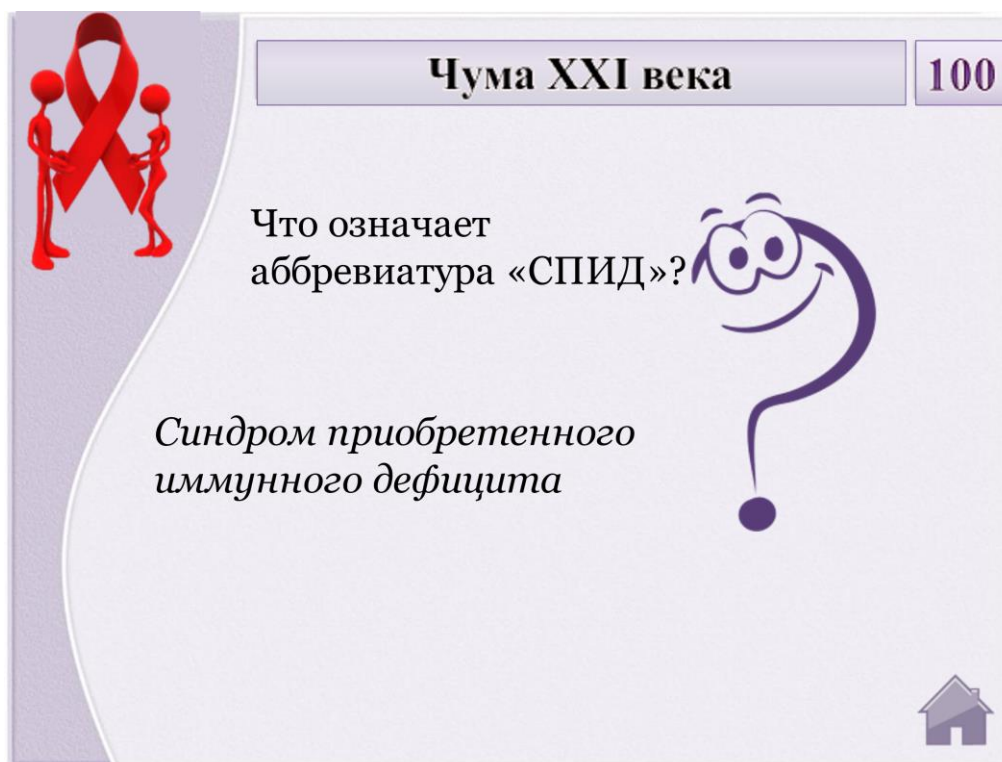 Чума XXI века
100
Что означает
аббревиатура «СПИД»?
Синдром приобретенного
иммунного дефицита